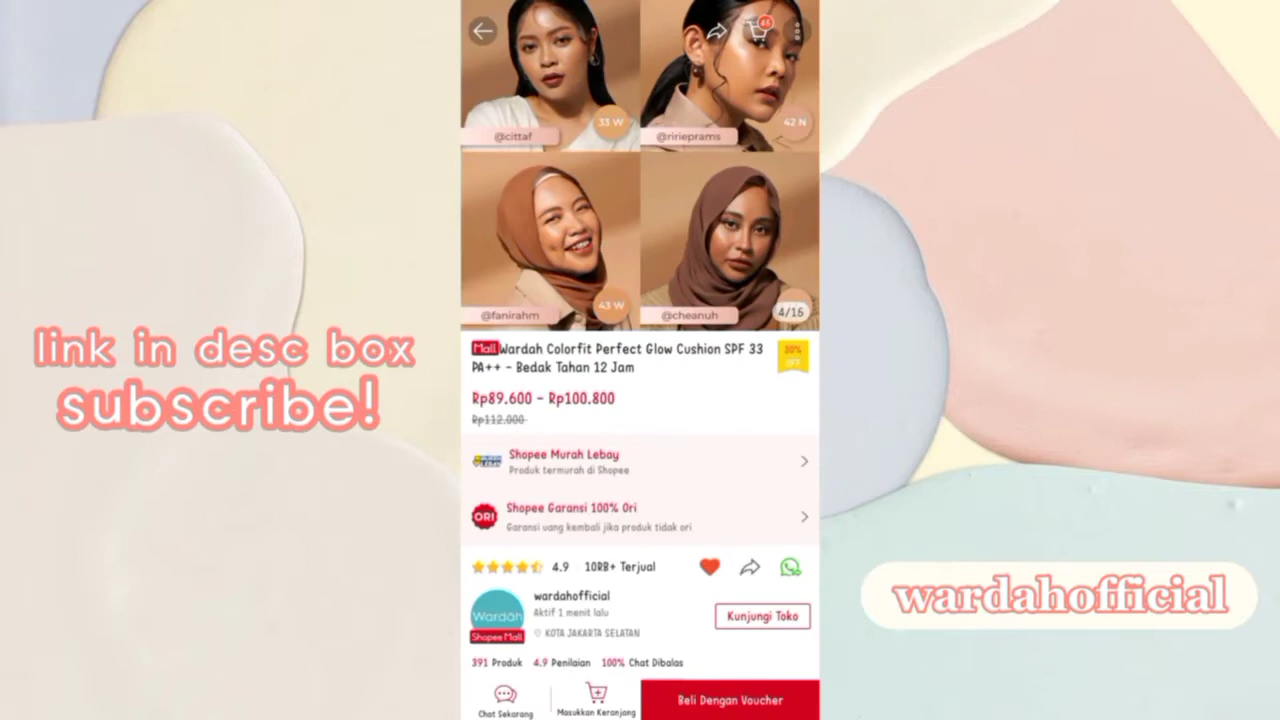 46
33 W
@cittaf
42 N
@ririeprams
43 W
@fanirahm
@cheanuh
4/16
link in desc box
subscribe!
Mall Wardah Colorfit Perfect Glow Cushion SPF 33
PA++ - Bedak Tahan 12 Jam
20%
OFF
Rp89.600 - Rp100.800
Rp112.000
Shopee Murah Lebay
Produk termurah di Shopee
ORI
Shopee Garansi 100% Ori
Garansi uang kembali jika produk tidak ori
4.9
10RB+ Terjual
Wardah
Shopee Mall
wardahofficial
Aktif 1 menit lalu
KOTA JAKARTA SELATAN
Kunjungi Toko
wardahofficial
391 Produk 4.9 Penilaian 100% Chat Dibalas
Chat Sekarang
Masukkan Keranjang
Beli Dengan Voucher